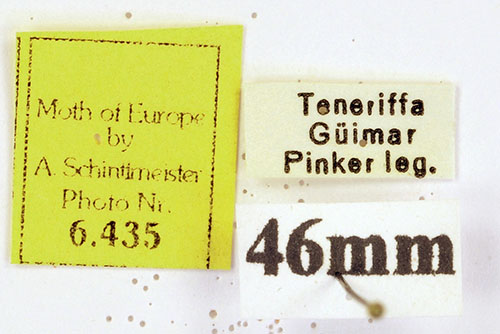 Moth of Europe
by
A. Schintlmeister
Photo Nr.
6.435
Teneriffa
Güimar
Pinker leg.
46mm